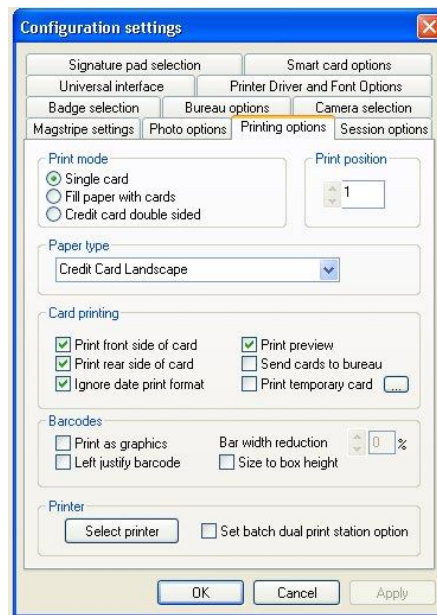 Configuration settings
Signature pad selection Smart card options
Universal interface Printer Driver and Font Options
Badge selection Bureau options Camera selection
Magstripe settings Photo options Printing options Session options
Print mode Print position
Single card 1
Fill paper with cards
Credit card double sided
Paper type
Credit Card Landscape
Card printing
Print front side of card Print preview
Print rear side of card Send cards to bureau
Ignore date print format Print temporary card ...
Barcodes
Print as graphics Bar width reduction 0 %
Left justify barcode Size to box height
Printer
Select printer Set batch dual print station option
OK Cancel Apply